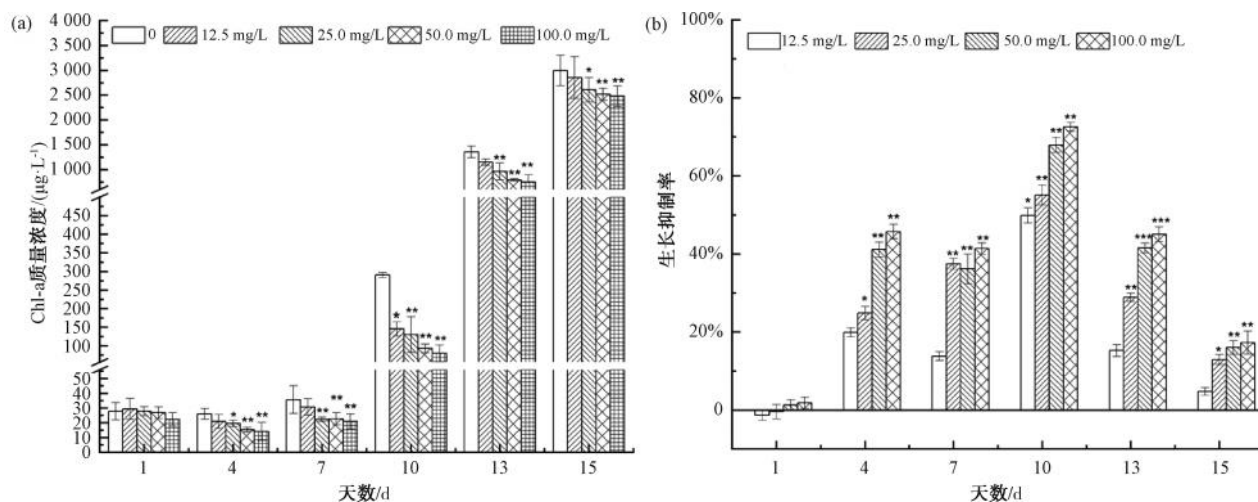 (a)
0
12.5 mg/L
25.0 mg/L
50.0 mg/L
100.0 mg/L
4 000
3 500
3 000
2 500
2 000
1 500
1 000
450
400
350
300
250
200
150
100
50
40
30
20
10
0
Chl-a质量浓度/(μg·L⁻¹)
* ** ** **
* ** **
** ** **
* ** ** **
** ** **
* ** **
1 4 7 10 13 15
天数/d
(b)
12.5 mg/L
25.0 mg/L
50.0 mg/L
100.0 mg/L
100%
80%
60%
40%
20%
0
生长抑制率
* ** **
** ** **
* ** ** **
** *** ***
* ** **
1 4 7 10 13 15
天数/d